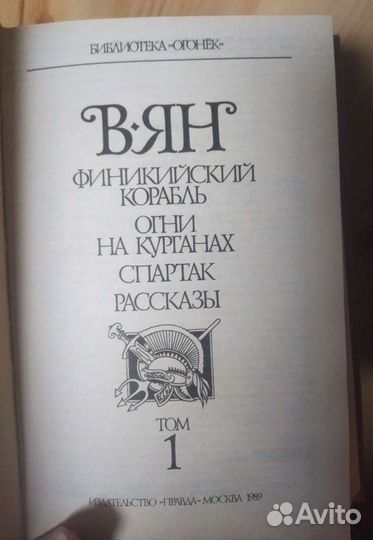 БИБЛИОТЕКА «ОГОНЁК»
В·ЯН
ФИНИКИЙСКИЙ
КОРАБЛЬ
ОГНИ
НА КУРГАНАХ
СПАРТАК
РАССКАЗЫ
ТОМ
1
ИЗДАТЕЛЬСТВО «ПРАВДА» МОСКВА 1989
Avito